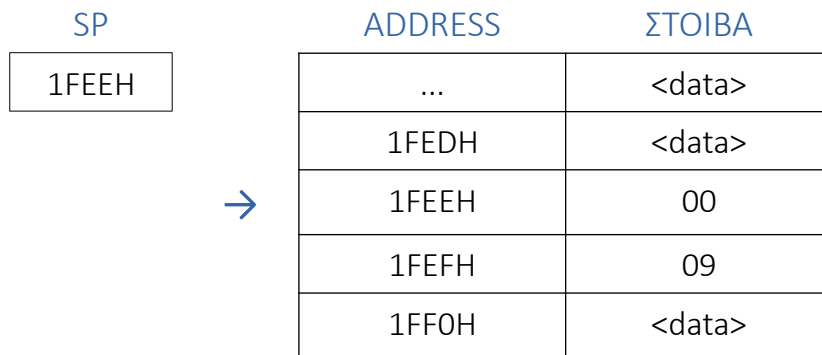 SP ADDRESS ΣΤΟΙΒΑ
1FEEH ... <data>
1FEDH <data>
→ 1FEEH 00
1FEFH 09
1FF0H <data>